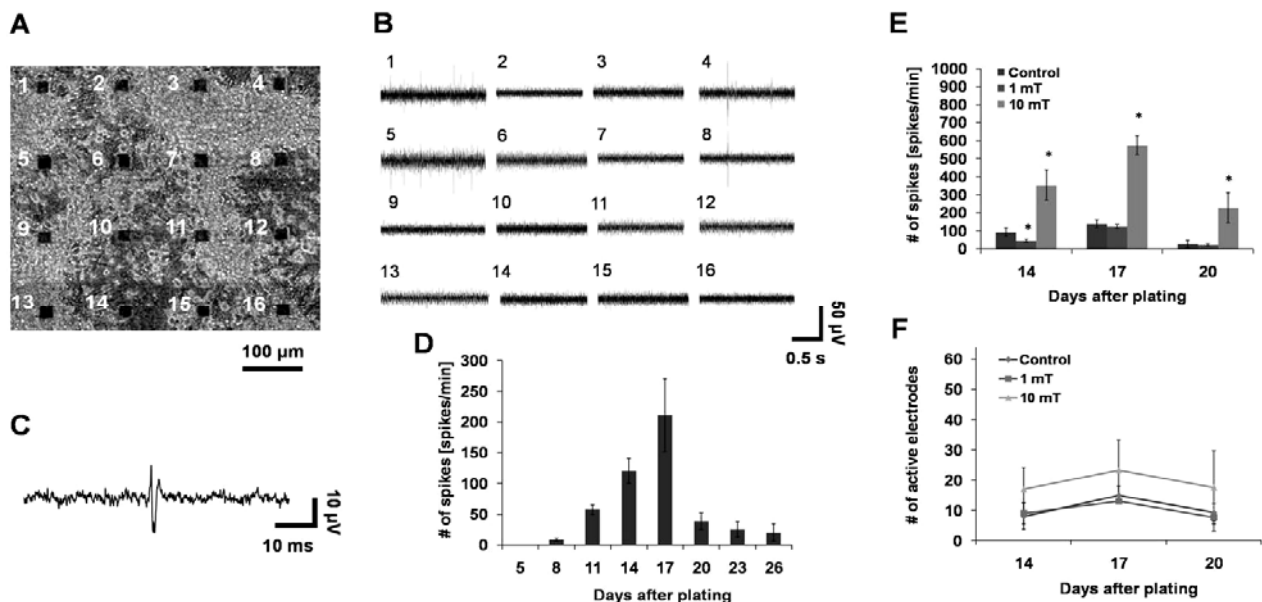 A
1 2 3 4
5 6 7 8
9 10 11 12
13 14 15 16
100 µm
B
1 2 3 4
5 6 7 8
9 10 11 12
13 14 15 16
50 µV
0.5 s
C
10 µV
10 ms
D
# of spikes [spikes/min]
300
250
200
150
100
50
0
5 8 11 14 17 20 23 26
Days after plating
E
# of spikes [spikes/min]
1000
900
800
700
600
500
400
300
200
100
0
Control
1 mT
10 mT
*
*
*
*
14 17 20
Days after plating
F
# of active electrodes
60
50
40
30
20
10
0
Control
1 mT
10 mT
14 17 20
Days after plating